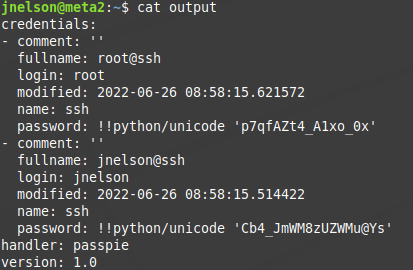 jnelson@meta2:~$ cat output
credentials:
- comment: ''
  fullname: root@ssh
  login: root
  modified: 2022-06-26 08:58:15.621572
  name: ssh
  password: !!python/unicode 'p7qfAZt4_A1xo_0x'
- comment: ''
  fullname: jnelson@ssh
  login: jnelson
  modified: 2022-06-26 08:58:15.514422
  name: ssh
  password: !!python/unicode 'Cb4_JmWM8zUZWMu@Ys'
handler: passpie
version: 1.0